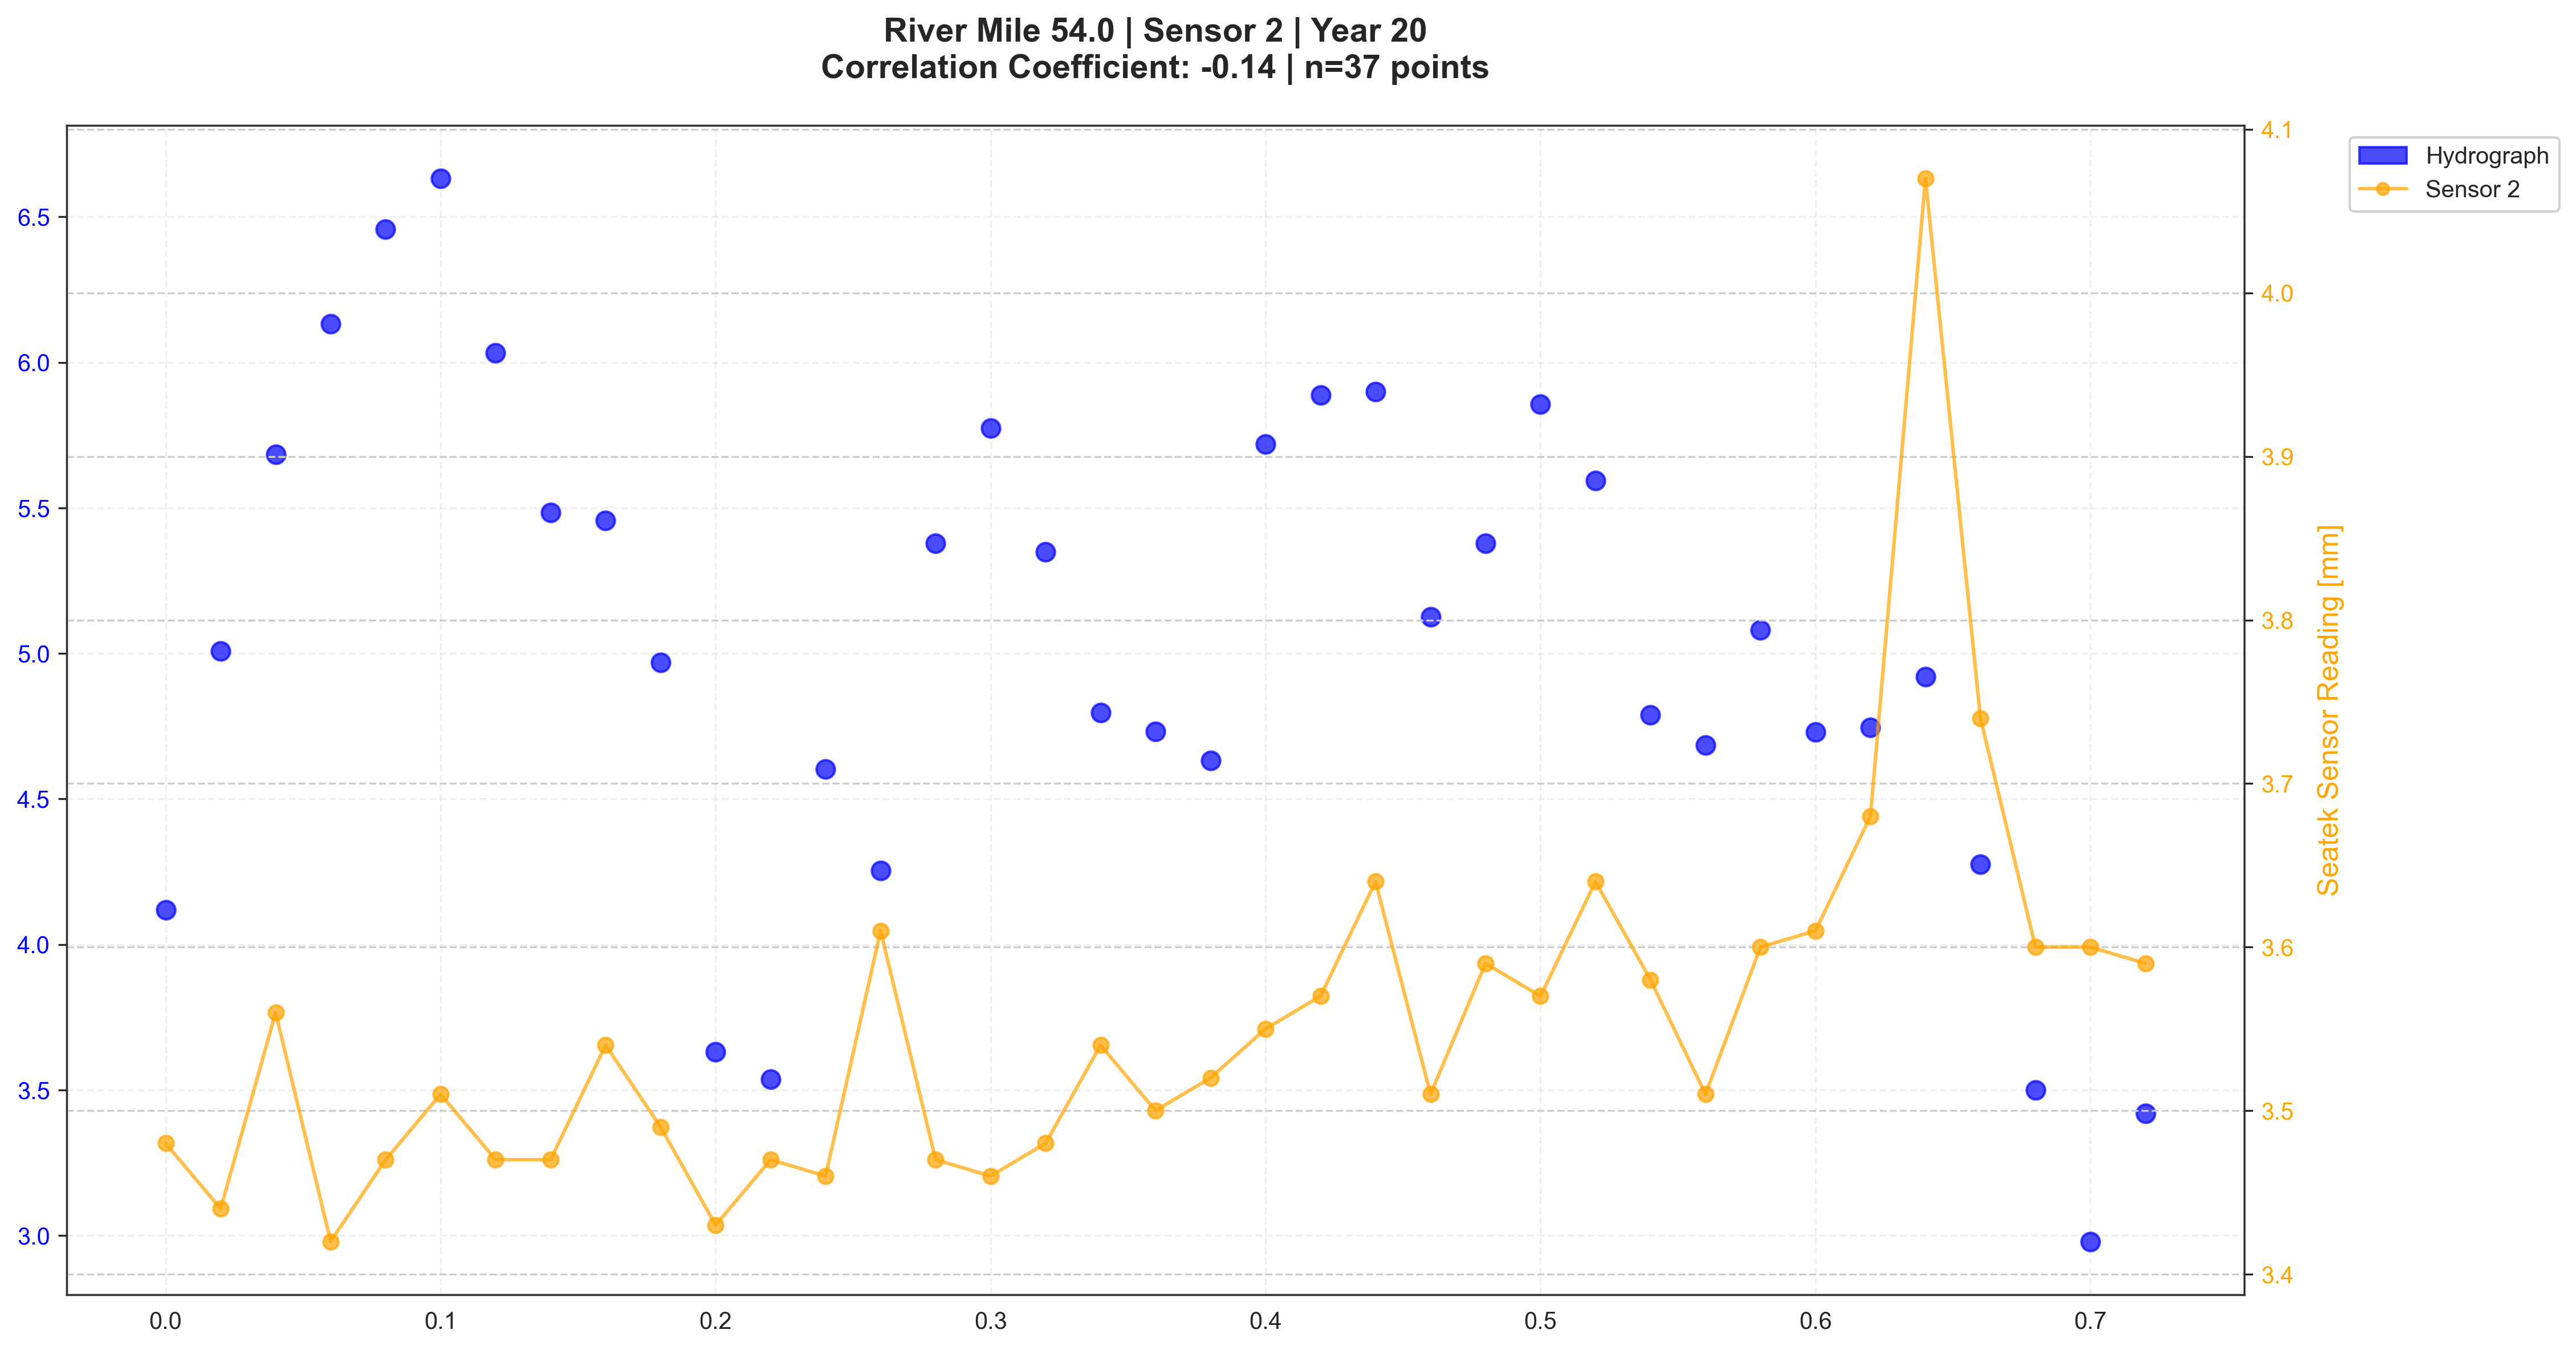 River Mile 54.0 | Sensor 2 | Year 20
Correlation Coefficient: -0.14 | n=37 points
Hydrograph
Sensor 2
6.5
6.0
5.5
5.0
4.5
4.0
3.5
3.0
4.1
4.0
3.9
3.8
3.7
3.6
3.5
3.4
Seatek Sensor Reading [mm]
0.0 0.1 0.2 0.3 0.4 0.5 0.6 0.7